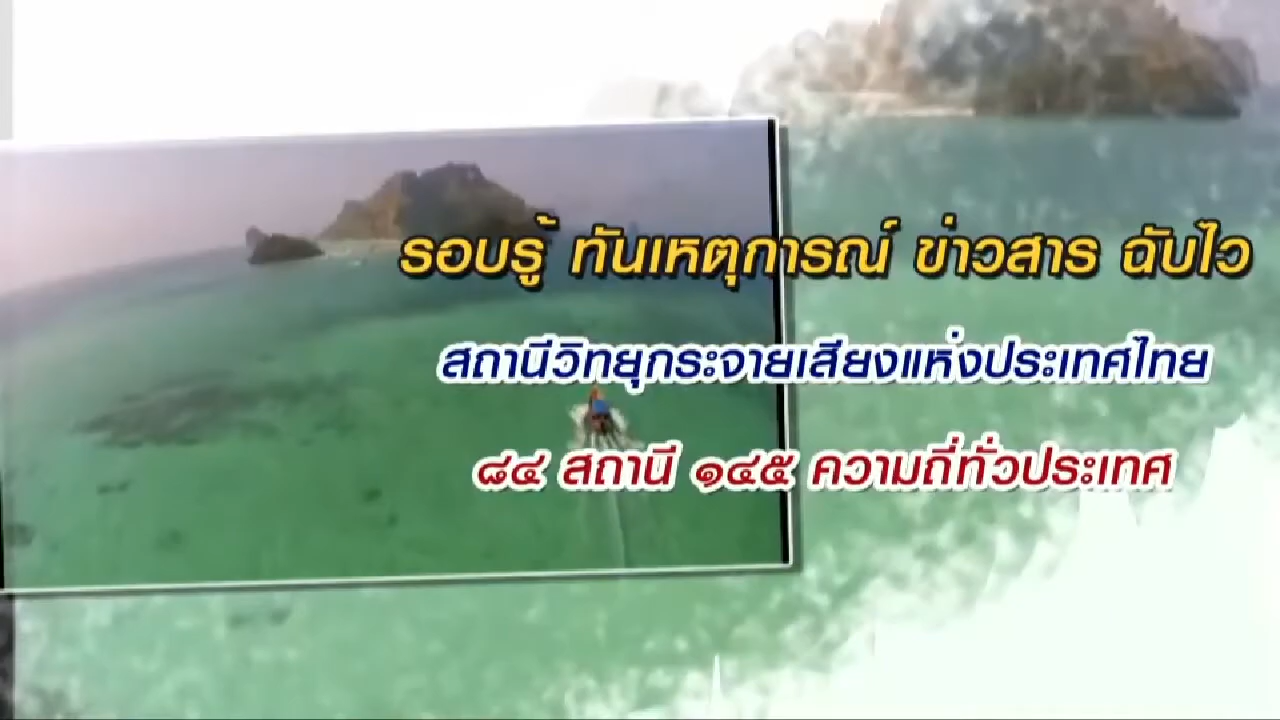 รอบรู้ ทันเหตุการณ์ ข่าวสาร ฉับไว
สถานีวิทยุกระจายเสียงแห่งประเทศไทย
๘๔ สถานี ๑๔๕ ความถี่ทั่วประเทศ